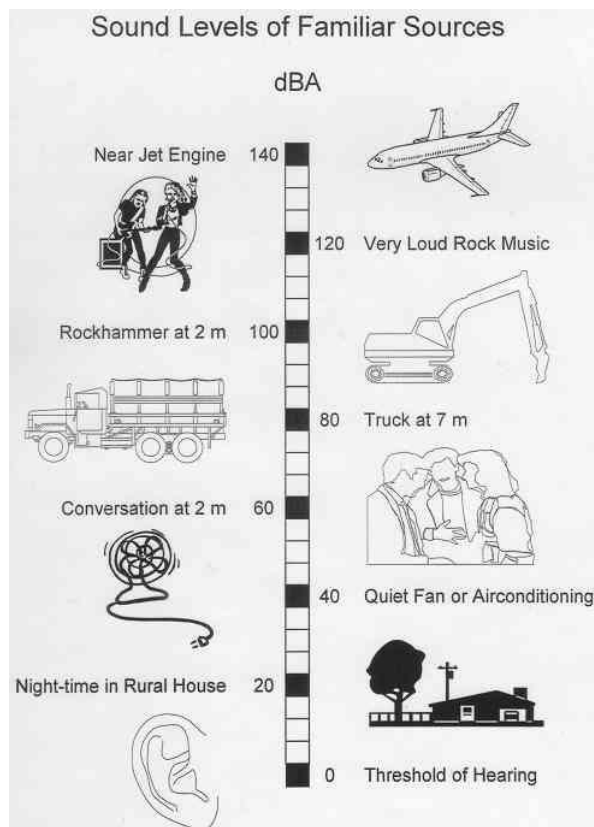 Sound Levels of Familiar Sources
dBA
Near Jet Engine 140
120 Very Loud Rock Music
Rockhammer at 2 m 100
80 Truck at 7 m
Conversation at 2 m 60
40 Quiet Fan or Airconditioning
Night-time in Rural House 20
0 Threshold of Hearing